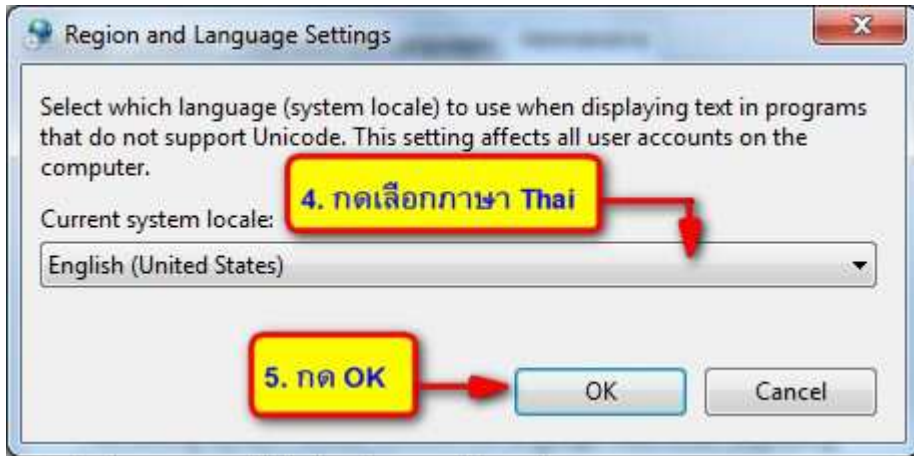 Region and Language Settings
Select which language (system locale) to use when displaying text in programs
that do not support Unicode. This setting affects all user accounts on the
computer.
4. กดเลือกภาษา Thai
Current system locale:
English (United States)
5. กด OK
OK
Cancel